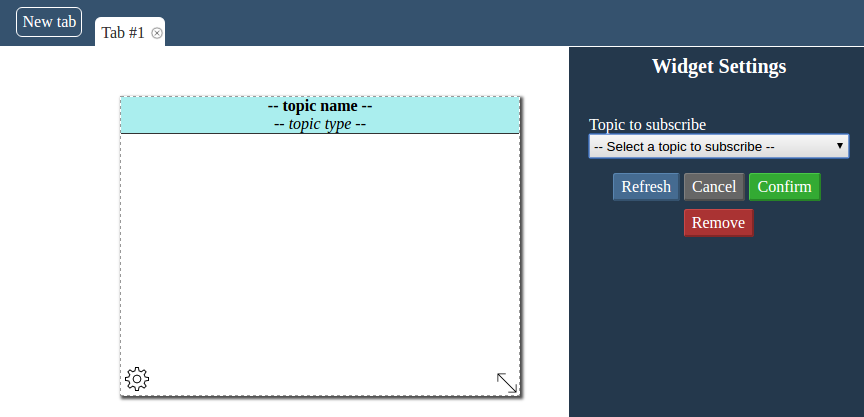 New tab
Tab #1
-- topic name --
-- topic type --
Widget Settings
Topic to subscribe
-- Select a topic to subscribe --
Refresh
Cancel
Confirm
Remove